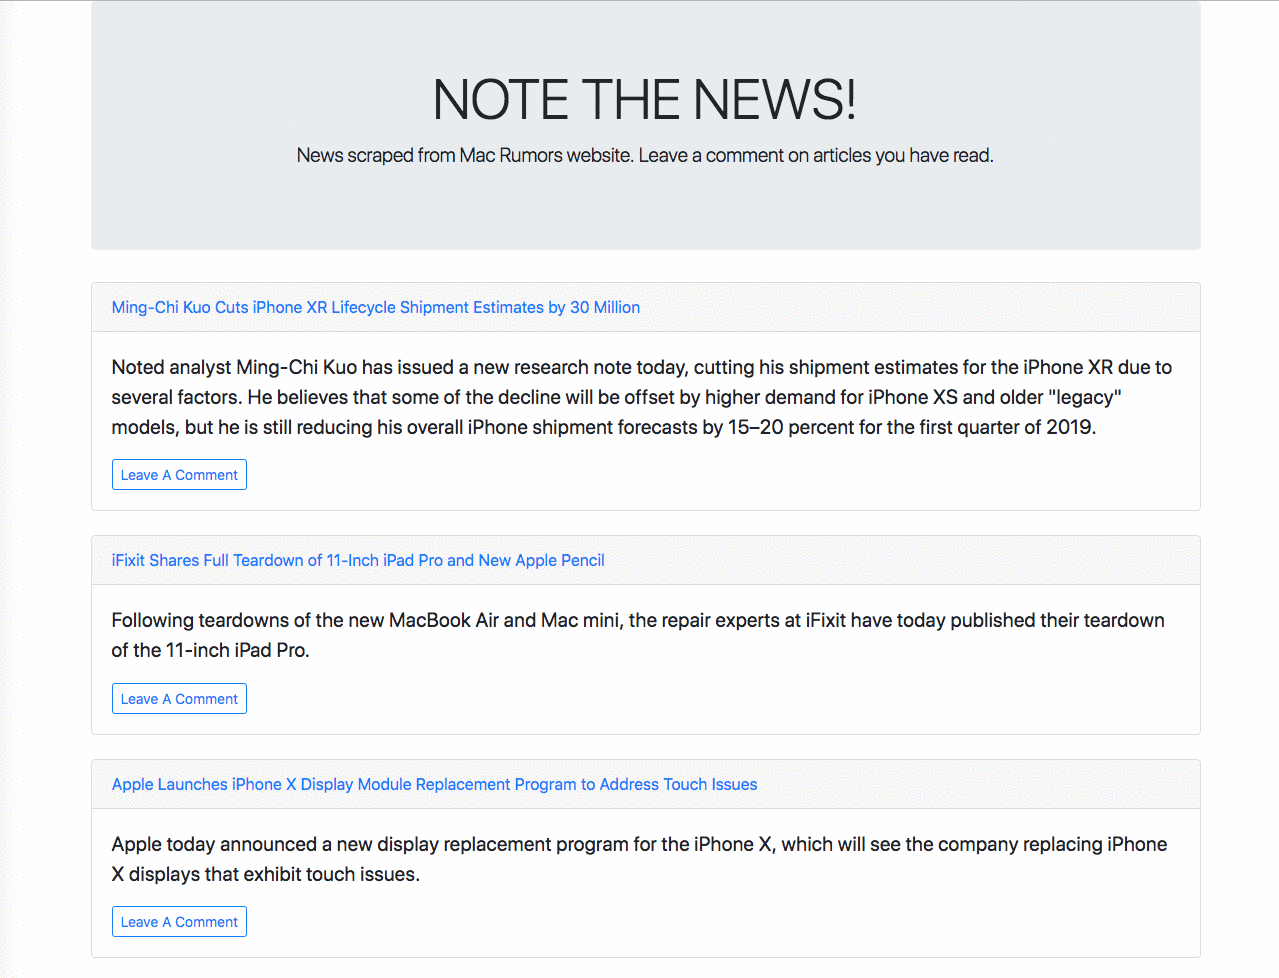 NOTE THE NEWS!
News scraped from Mac Rumors website. Leave a comment on articles you have read.
Ming-Chi Kuo Cuts iPhone XR Lifecycle Shipment Estimates by 30 Million
Noted analyst Ming-Chi Kuo has issued a new research note today, cutting his shipment estimates for the iPhone XR due to
several factors. He believes that some of the decline will be offset by higher demand for iPhone XS and older "legacy"
models, but he is still reducing his overall iPhone shipment forecasts by 15–20 percent for the first quarter of 2019.
Leave A Comment
iFixit Shares Full Teardown of 11-Inch iPad Pro and New Apple Pencil
Following teardowns of the new MacBook Air and Mac mini, the repair experts at iFixit have today published their teardown
of the 11-inch iPad Pro.
Leave A Comment
Apple Launches iPhone X Display Module Replacement Program to Address Touch Issues
Apple today announced a new display replacement program for the iPhone X, which will see the company replacing iPhone
X displays that exhibit touch issues.
Leave A Comment